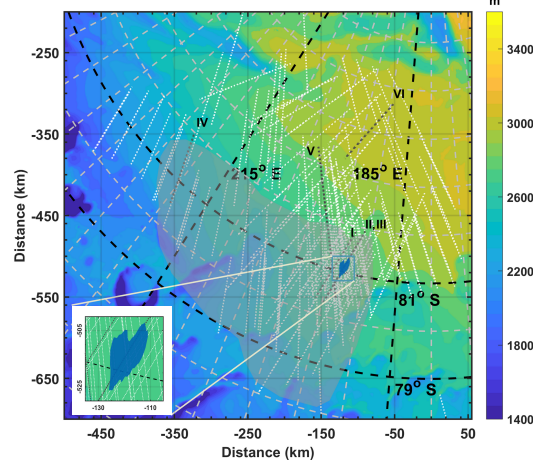 m
-250
-350
-450
-550
-650
Distance (km)
-450
-350
-250
-150
-50
50
Distance (km)
3400
3000
2600
2200
1800
1400
IV
V
VI
215° E
185° E
II,III
I
81° S
79° S
-505
-525
-130
-110